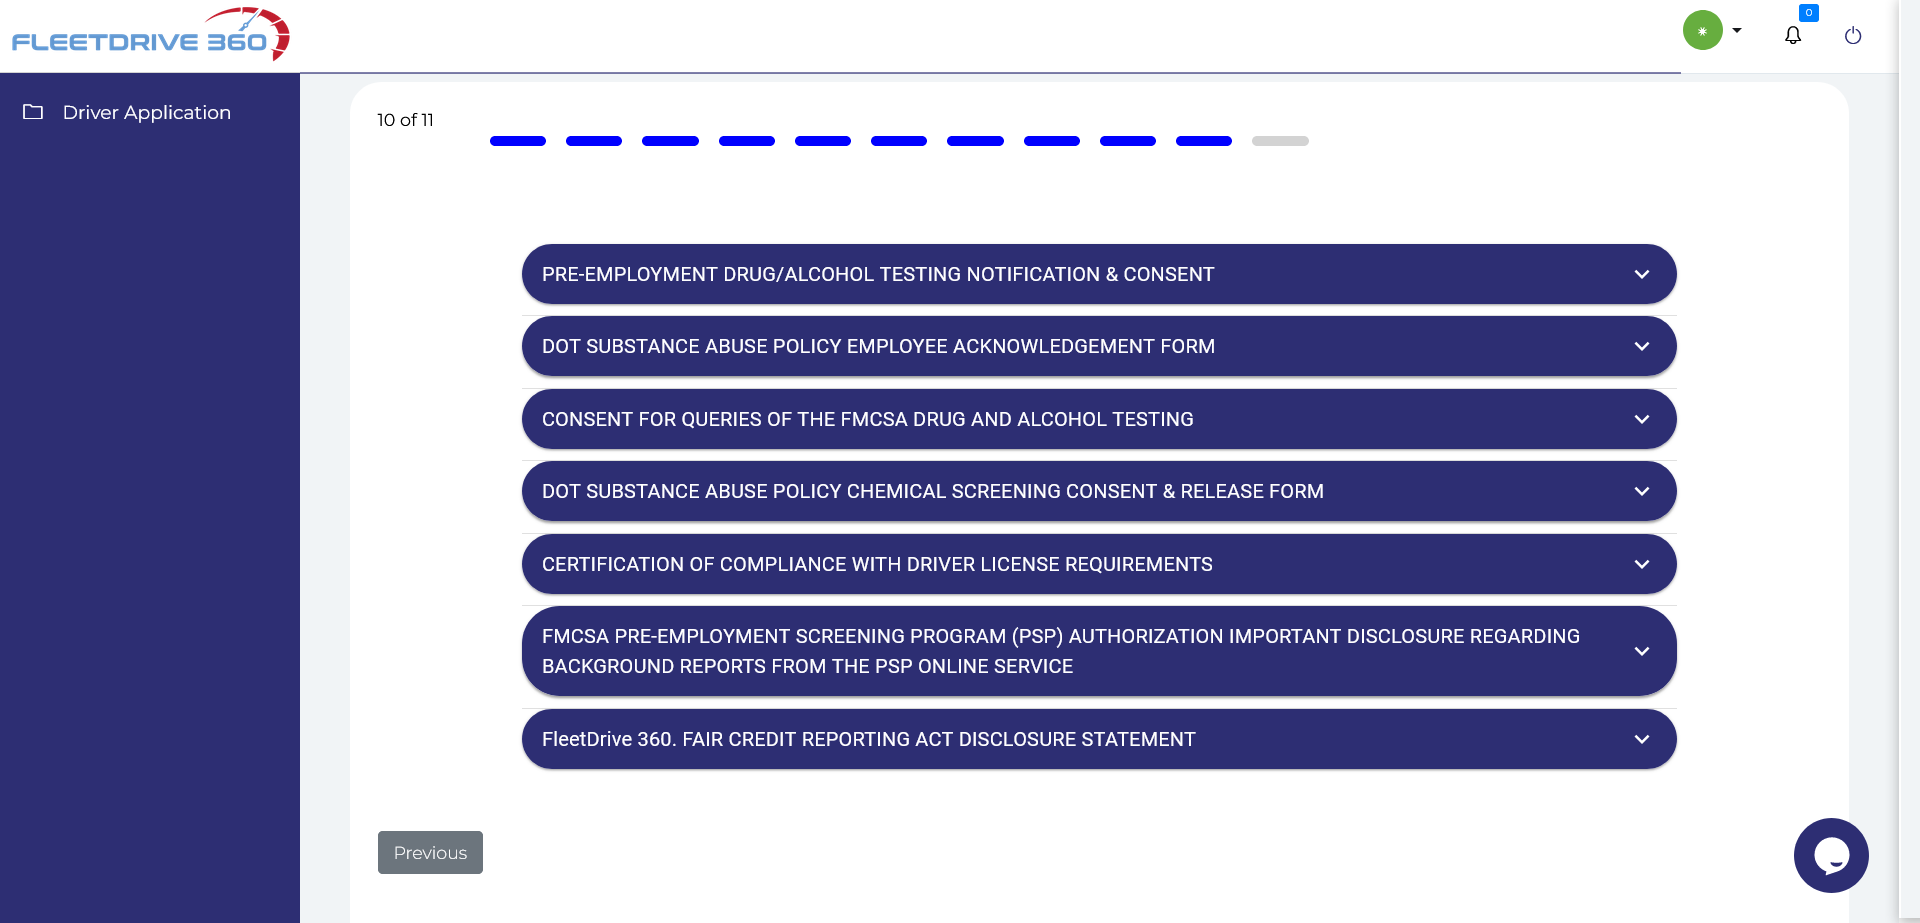 FLEETDRIVE 360
0
Driver Application
10 of 11
PRE-EMPLOYMENT DRUG/ALCOHOL TESTING NOTIFICATION & CONSENT
DOT SUBSTANCE ABUSE POLICY EMPLOYEE ACKNOWLEDGEMENT FORM
CONSENT FOR QUERIES OF THE FMCSA DRUG AND ALCOHOL TESTING
DOT SUBSTANCE ABUSE POLICY CHEMICAL SCREENING CONSENT & RELEASE FORM
CERTIFICATION OF COMPLIANCE WITH DRIVER LICENSE REQUIREMENTS
FMCSA PRE-EMPLOYMENT SCREENING PROGRAM (PSP) AUTHORIZATION IMPORTANT DISCLOSURE REGARDING
BACKGROUND REPORTS FROM THE PSP ONLINE SERVICE
FleetDrive 360. FAIR CREDIT REPORTING ACT DISCLOSURE STATEMENT
Previous